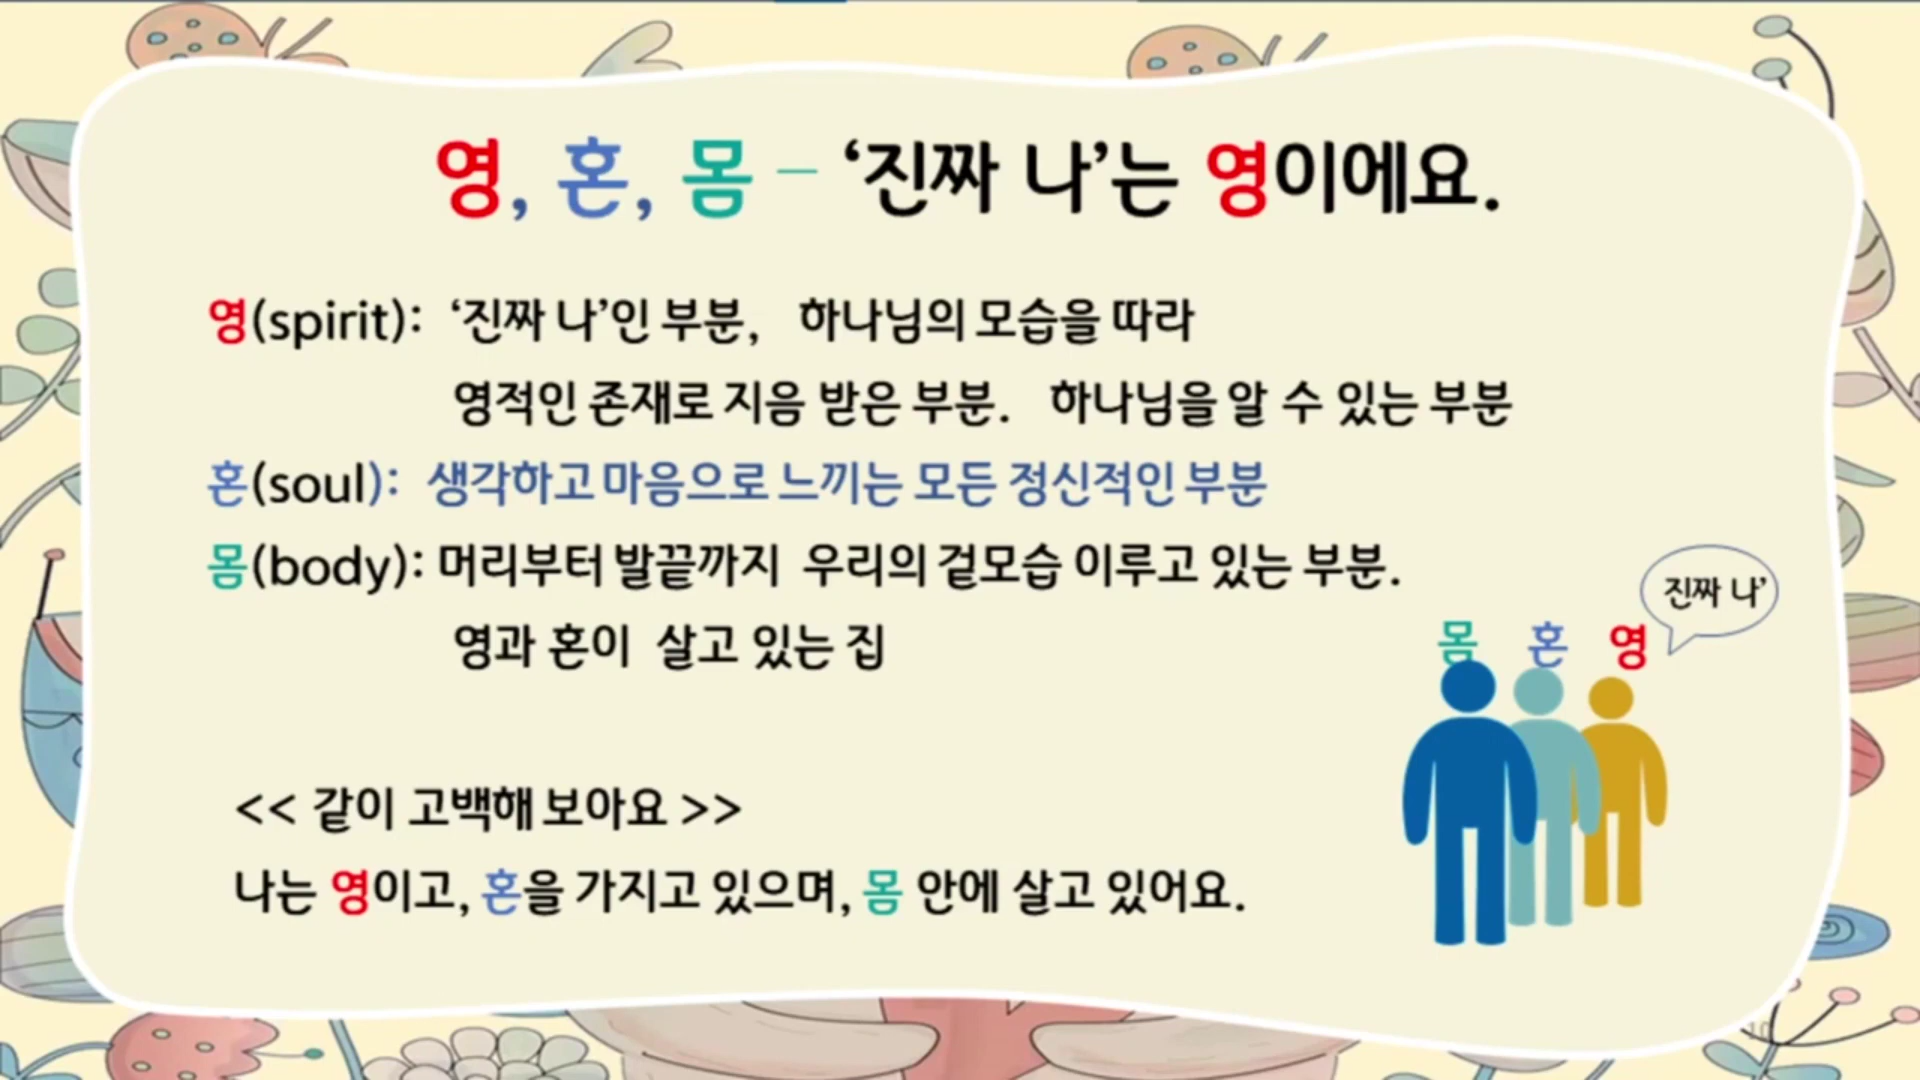 영, 혼, 몸 – ‘진짜 나’는 영이에요.
영(spirit): ‘진짜 나’인 부분, 하나님의 모습을 따라
영적인 존재로 지음 받은 부분. 하나님을 알 수 있는 부분
혼(soul): 생각하고 마음으로 느끼는 모든 정신적인 부분
몸(body): 머리부터 발끝까지 우리의 겉모습 이루고 있는 부분.
영과 혼이 살고 있는 집
진짜 나’
몸 혼 영
<< 같이 고백해 보아요 >>
나는 영이고, 혼을 가지고 있으며, 몸 안에 살고 있어요.
10